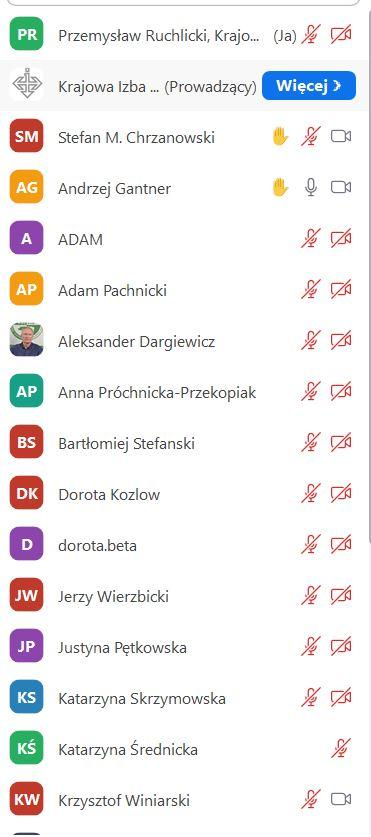 PR Przemysław Ruchlicki, Krajo... (Ja)
Krajowa Izba ... (Prowadzący) Więcej
SM Stefan M. Chrzanowski
AG Andrzej Gantner
A ADAM
AP Adam Pachnicki
Aleksander Dargiewicz
AP Anna Próchnicka-Przekopiak
BS Bartłomiej Stefanski
DK Dorota Kozlow
D dorota.beta
JW Jerzy Wierzbicki
JP Justyna Pętkowska
KS Katarzyna Skrzymowska
KŚ Katarzyna Średnicka
KW Krzysztof Winiarski